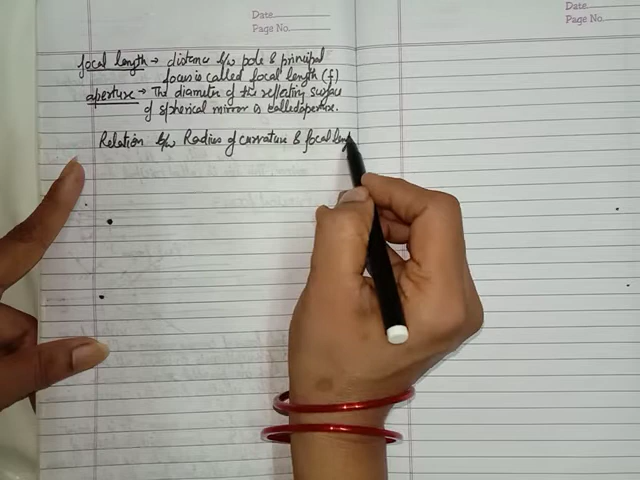 Date
Page No.
Date
Page No.
focal length → distance b/w pole & principal
focus is called focal length (f)
aperture → The diameter of the reflecting surface
of spherical mirror is called aperture.
Relation b/w Radius of curvature & focal leng